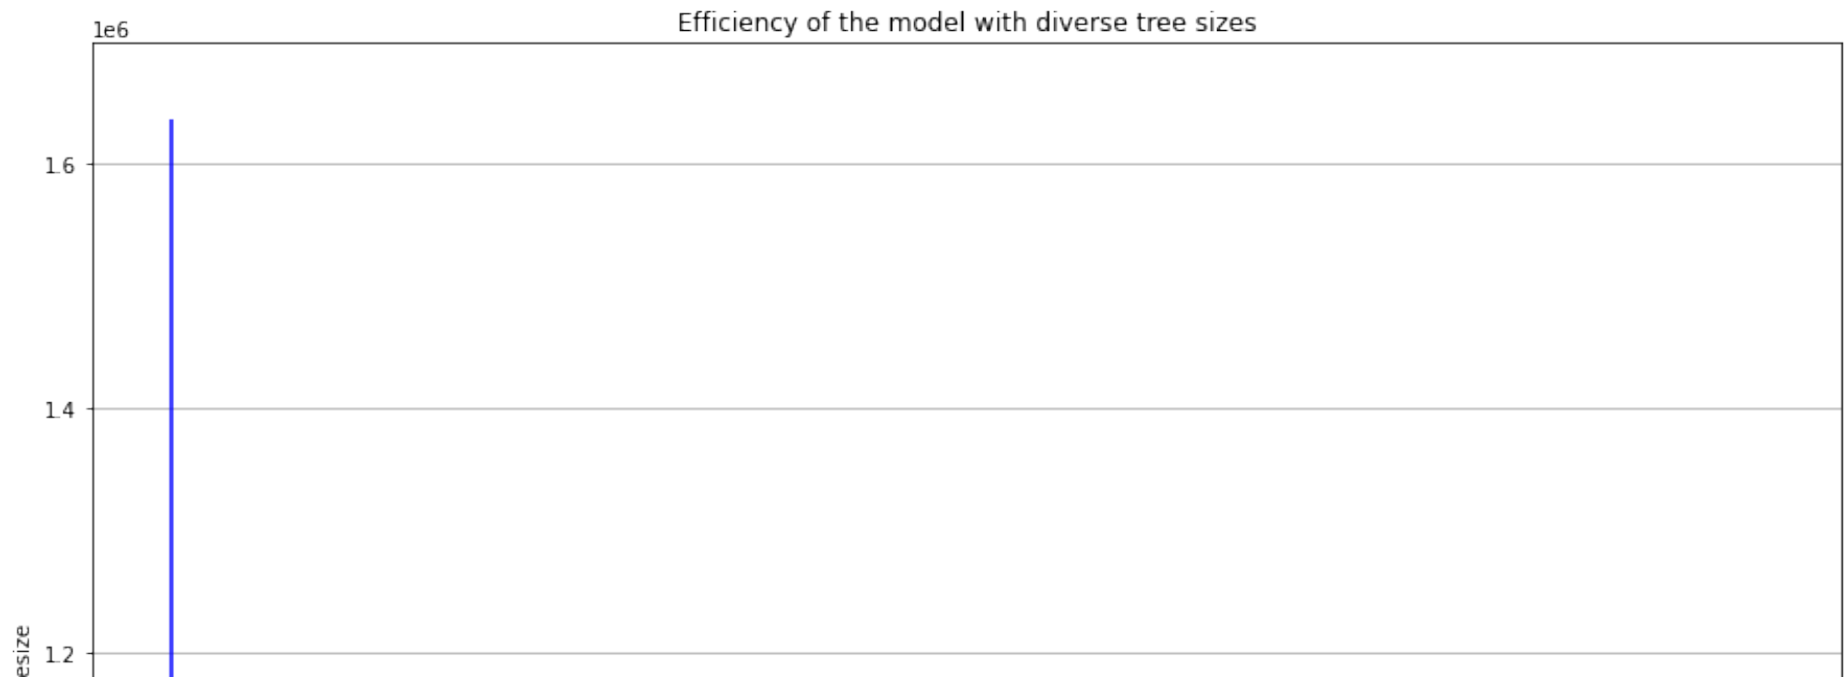 Efficiency of the model with diverse tree sizes
1e6
1.6
1.4
1.2
esize